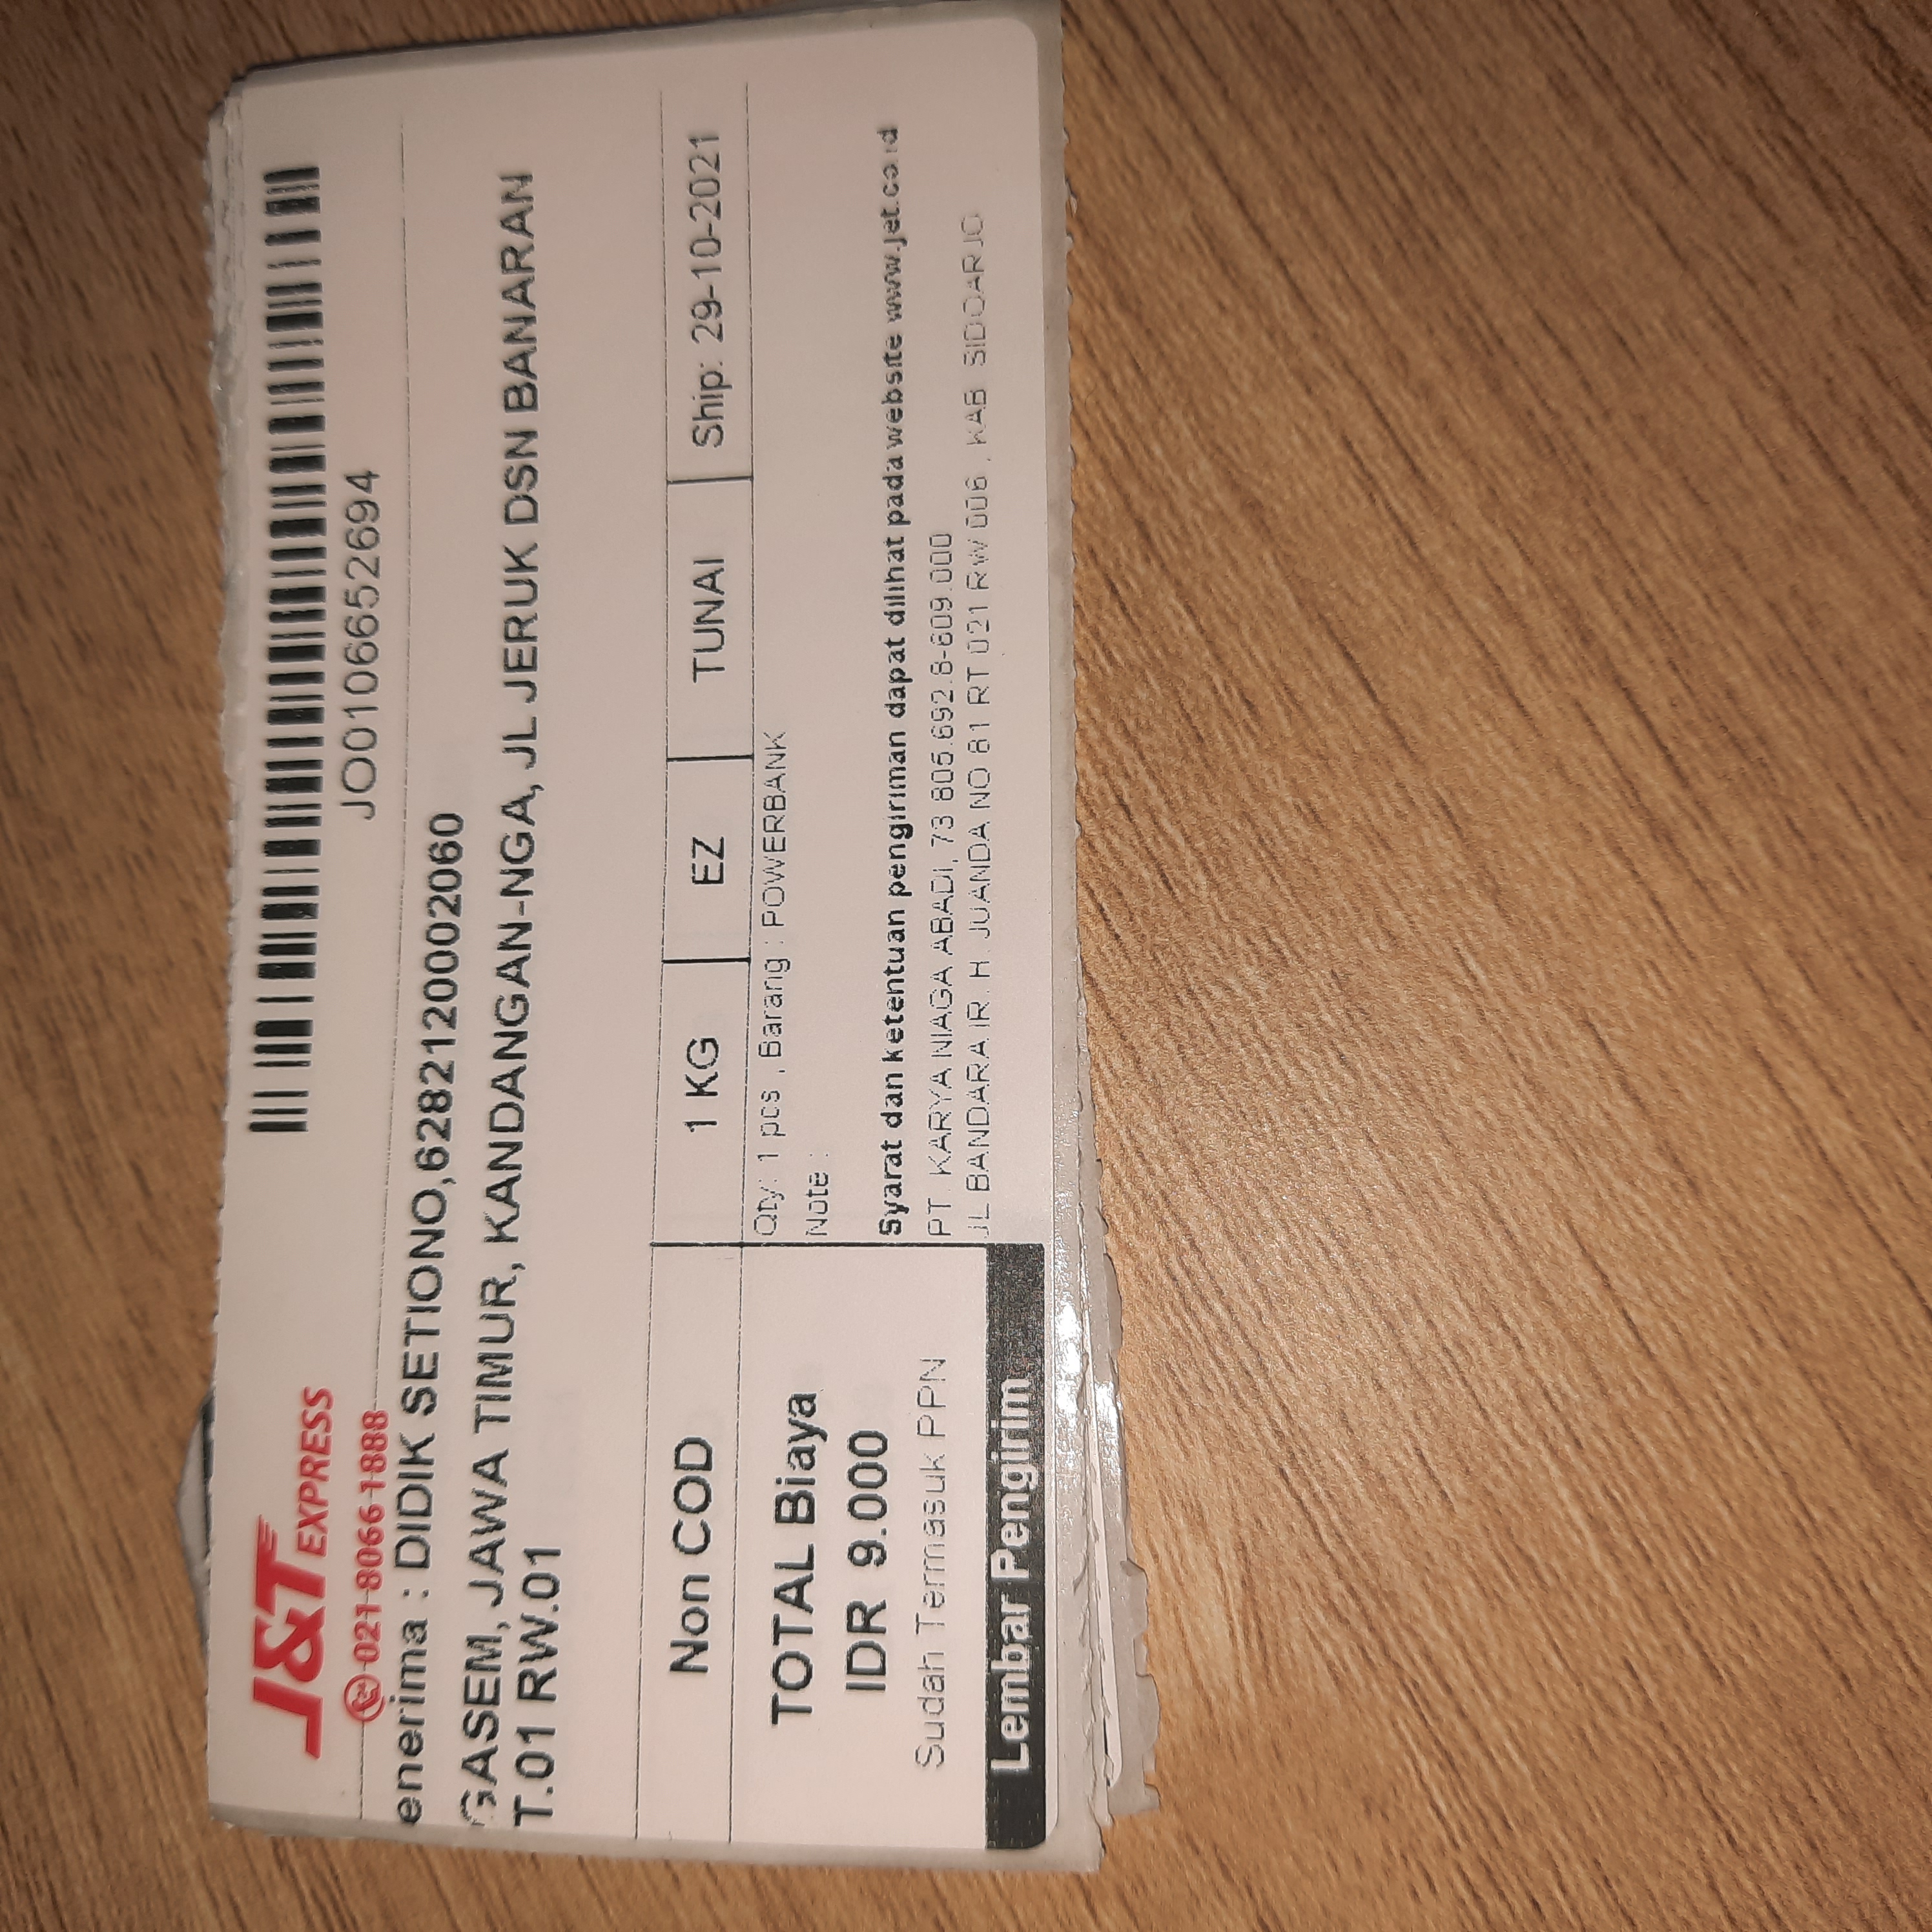 J&T EXPRESS
021 8066 1888
JO0106652694
enerima : DIDIK SETIONO,6282120002060
GASEM, JAWA TIMUR, KANDANGAN-NGA, JL JERUK DSN BANARAN
T.01 RW.01
Non COD
1 KG
EZ
TUNAI
Ship: 29-10-2021
TOTAL Biaya
IDR 9.000
Sudah Termasuk PPN
Lembar Pengirim
Qty: 1 pcs , Barang : POWERBANK
Note :
Syarat dan ketentuan pengiriman dapat dilihat pada website www.jet.co.id
PT. KARYA NIAGA ABADI, 73.805.692.8-609.000
JL BANDARA IR. H. JUANDA NO 81 RT 021 RW 006 , KAB. SIDOARJO